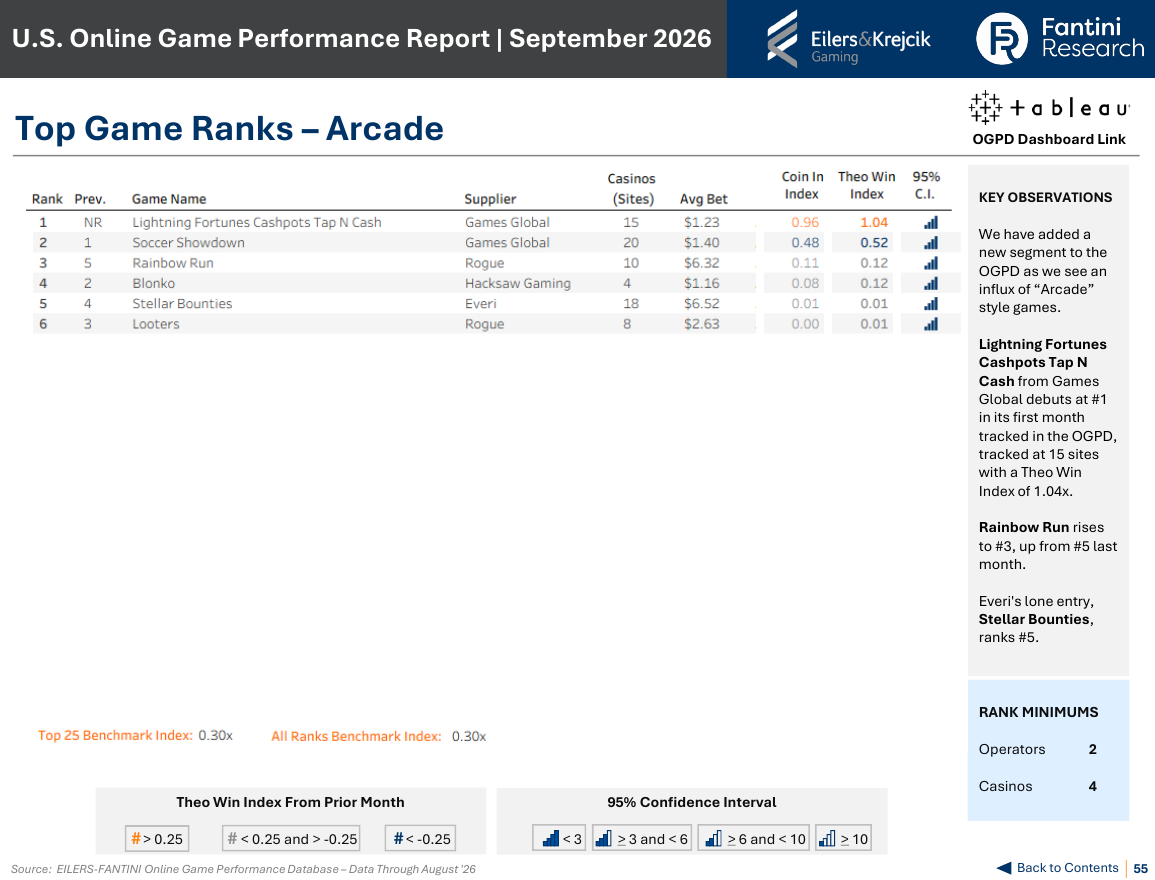 U.S. Online Game Performance Report | September 2026
Eilers&Krejcik
Gaming
Fantini
Research
Top Game Ranks – Arcade
+ a b l e a u
OGPD Dashboard Link
Rank Prev. Game Name Supplier Casinos (Sites) Avg Bet Coin In Index Theo Win Index 95% C.I.
1 NR Lightning Fortunes Cashpots Tap N Cash Games Global 15 $1.23 0.96 1.04
2 1 Soccer Showdown Games Global 20 $1.40 0.48 0.52
3 5 Rainbow Run Rogue 10 $6.32 0.11 0.12
4 2 Blonko Hacksaw Gaming 4 $1.16 0.08 0.12
5 4 Stellar Bounties Everi 18 $6.52 0.01 0.01
6 3 Looters Rogue 8 $2.63 0.00 0.01
Top 25 Benchmark Index: 0.30x All Ranks Benchmark Index: 0.30x
KEY OBSERVATIONS
We have added a
new segment to the
OGPD as we see an
influx of “Arcade”
style games.
Lightning Fortunes
Cashpots Tap N
Cash from Games
Global debuts at #1
in its first month
tracked in the OGPD,
tracked at 15 sites
with a Theo Win
Index of 1.04x.
Rainbow Run rises
to #3, up from #5 last
month.
Everi's lone entry,
Stellar Bounties,
ranks #5.
RANK MINIMUMS
Operators 2
Casinos 4
Theo Win Index From Prior Month
# > 0.25 # < 0.25 and > -0.25 # < -0.25
95% Confidence Interval
< 3 ≥ 3 and < 6 ≥ 6 and < 10 ≥ 10
Source: EILERS-FANTINI Online Game Performance Database – Data Through August '26
Back to Contents 55